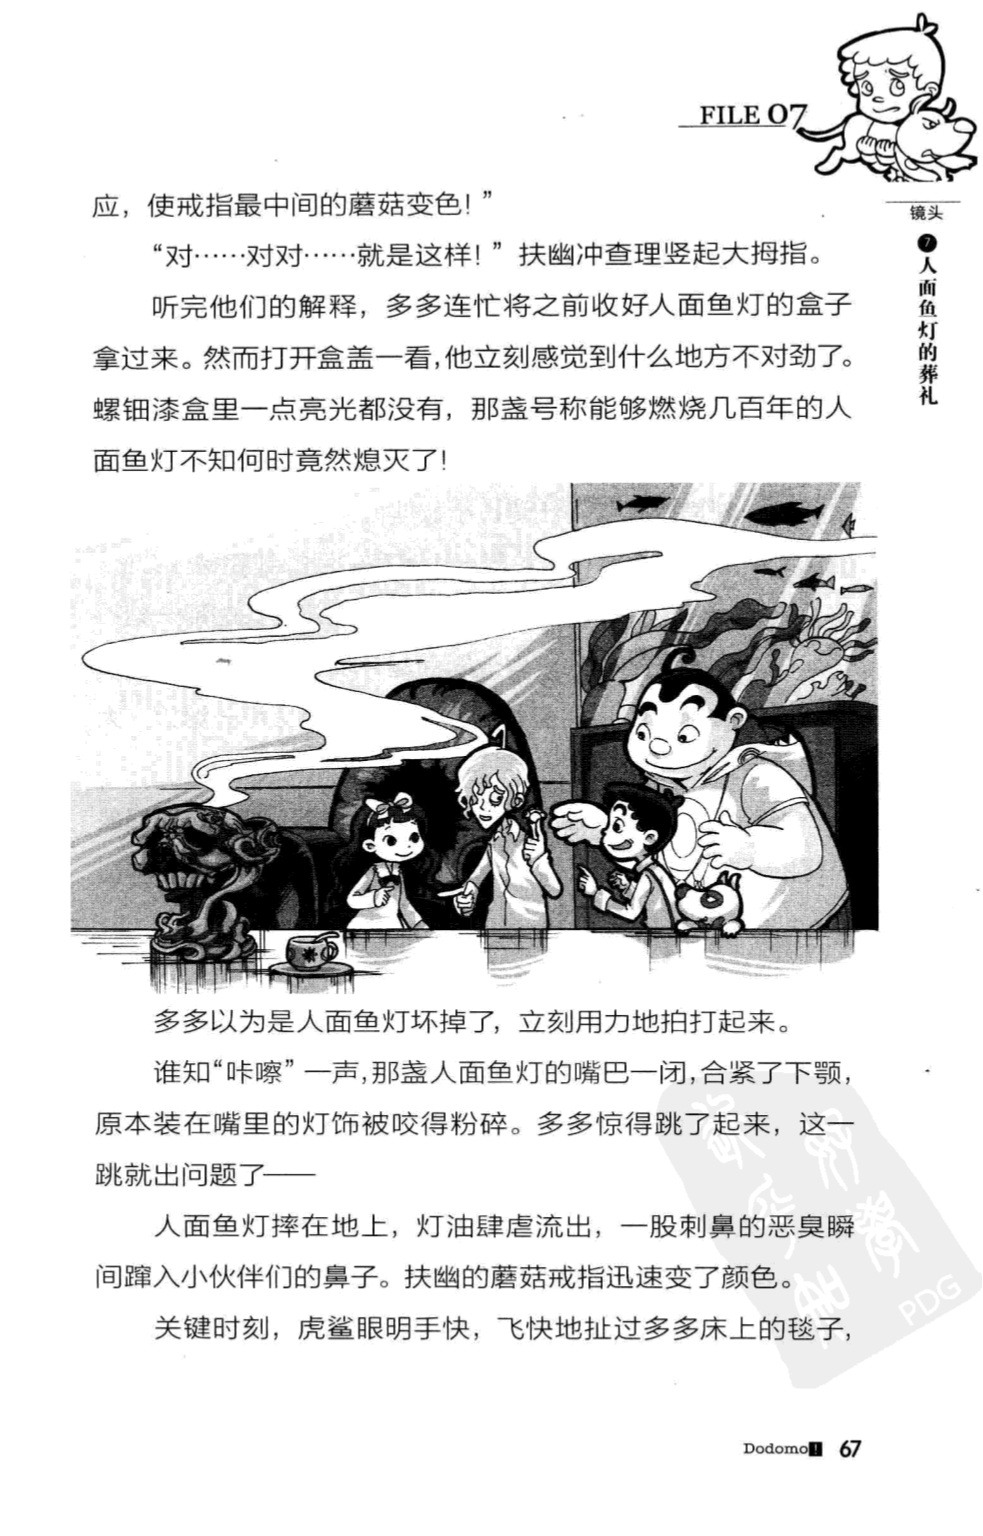 FILE 07
镜头
7
人面鱼灯的葬礼
应，使戒指最中间的蘑菇变色！”
“对……对对……就是这样！”扶幽冲查理竖起大拇指。
听完他们的解释，多多连忙将之前收好人面鱼灯的盒子
拿过来。然而打开盒盖一看，他立刻感觉到什么地方不对劲了。
螺钿漆盒里一点亮光都没有，那盏号称能够燃烧几百年的人
面鱼灯不知何时竟然熄灭了！
多多以为是人面鱼灯坏掉了，立刻用力地拍打起来。
谁知“咔嚓”一声，那盏人面鱼灯的嘴巴一闭，合紧了下颚，
原本装在嘴里的灯饰被咬得粉碎。多多惊得跳了起来，这一
跳就出问题了——
人面鱼灯摔在地上，灯油肆虐流出，一股刺鼻的恶臭瞬
间蹿入小伙伴们的鼻子。扶幽的蘑菇戒指迅速变了颜色。
关键时刻，虎鲨眼明手快，飞快地扯过多多床上的毯子，
PDG
Dodomo! 67